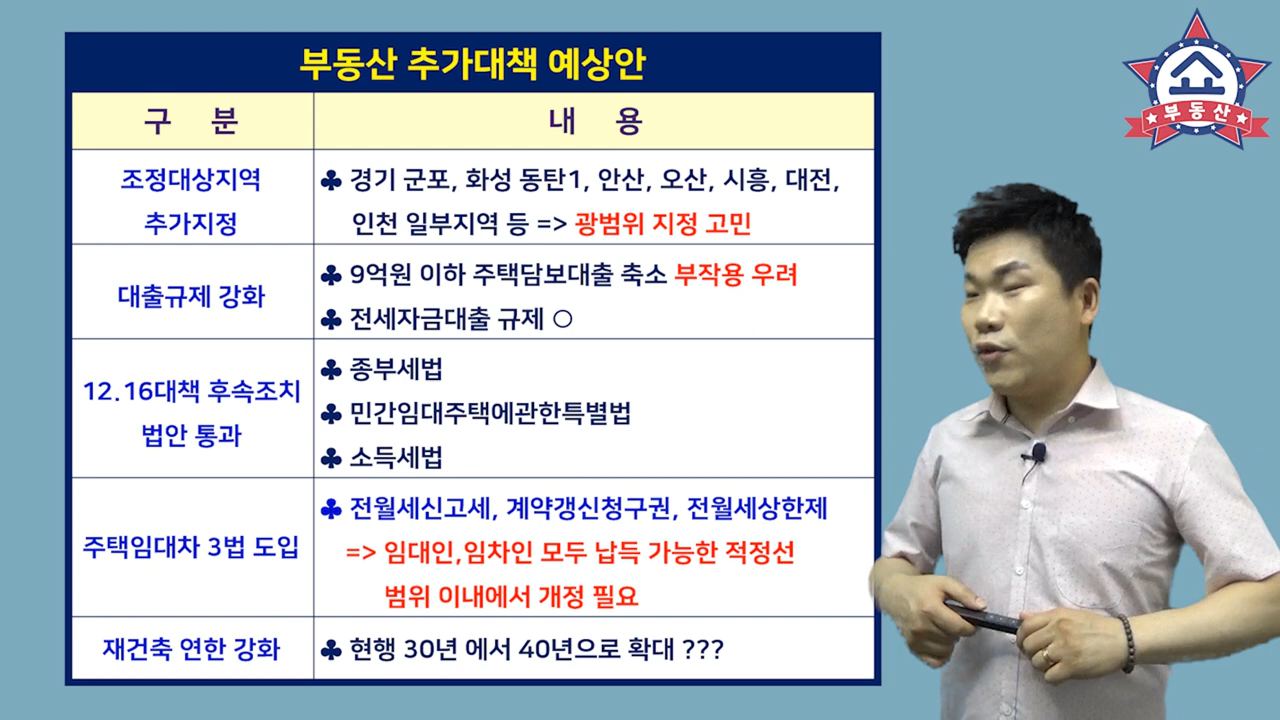 부동산 추가대책 예상안
구 분
내 용
조정대상지역
추가지정
♣ 경기 군포, 화성 동탄1, 안산, 오산, 시흥, 대전,
인천 일부지역 등 => 광범위 지정 고민
대출규제 강화
♣ 9억원 이하 주택담보대출 축소 부작용 우려
♣ 전세자금대출 규제 ○
12.16대책 후속조치
법안 통과
♣ 종부세법
♣ 민간임대주택에관한특별법
♣ 소득세법
주택임대차 3법 도입
♣ 전월세신고세, 계약갱신청구권, 전월세상한제
=> 임대인,임차인 모두 납득 가능한 적정선
범위 이내에서 개정 필요
재건축 연한 강화
♣ 현행 30년 에서 40년으로 확대 ???
부동산